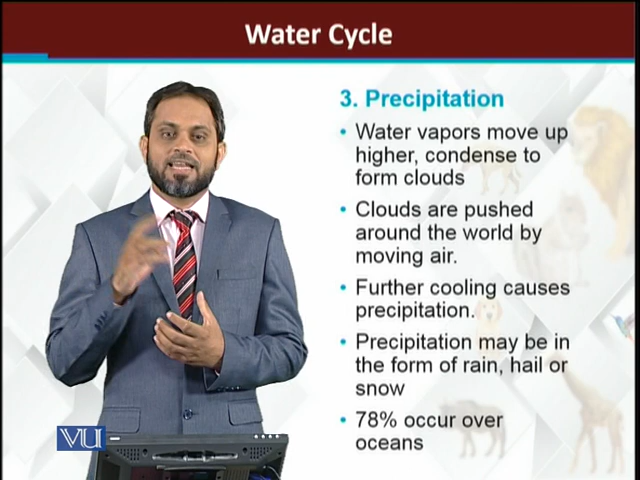 Water Cycle
3. Precipitation
• Water vapors move up
higher, condense to
form clouds
• Clouds are pushed
around the world by
moving air.
• Further cooling causes
precipitation.
• Precipitation may be in
the form of rain, hail or
snow
• 78% occur over
oceans
VU